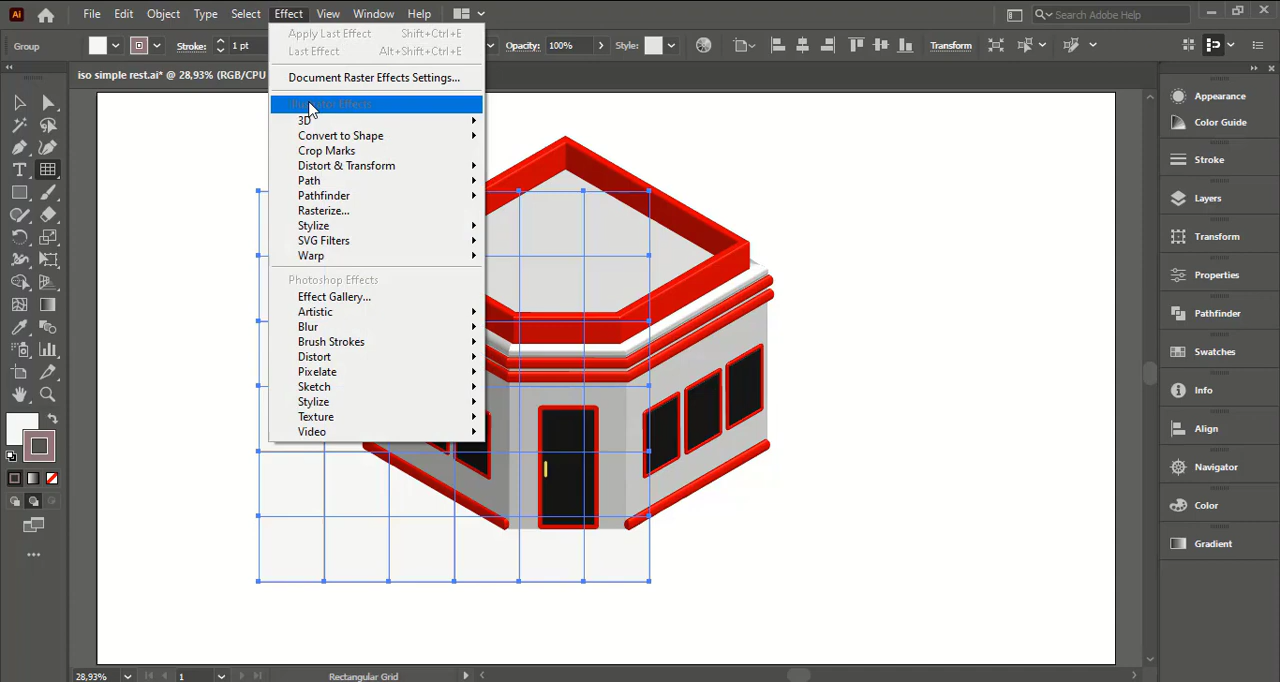 Ai File Edit Object Type Select Effect View Window Help Search Adobe Help
Group Stroke: 1 pt Opacity: 100% Style: Transform
iso simple rest.ai* @ 28,93% (RGB/CPU
Apply Last Effect Shift+Ctrl+E
Last Effect Alt+Shift+Ctrl+E
Document Raster Effects Settings...
Illustrator Effects
3D
Convert to Shape
Crop Marks
Distort & Transform
Path
Pathfinder
Rasterize...
Stylize
SVG Filters
Warp
Photoshop Effects
Effect Gallery...
Artistic
Blur
Brush Strokes
Distort
Pixelate
Sketch
Stylize
Texture
Video
Appearance
Color Guide
Stroke
Layers
Transform
Properties
Pathfinder
Swatches
Info
Align
Navigator
Color
Gradient
28,93% 1 Rectangular Grid